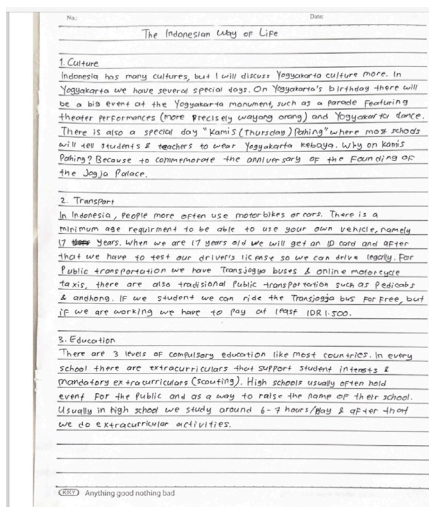 No.: Date:
The Indonesian Way of Life
1. Culture
Indonesia has many cultures, but I will discuss Yogyakarta culture more. In
Yogyakarta we have several special days. On Yogyakarta's birthday there will
be a big event at the Yogyakarta monument, such as a parade featuring
theater performances (more precisely wayang orang) and Yogyakarta dance.
There is also a special day "Kamis (Thursday) Pahing" where most schools
will tell students & teachers to wear Yogyakarta kebaya. Why on Kamis
Pahing? Because to commemorate the anniversary of the Founding of
the Jogja Palace.
2. Transport
In Indonesia, people more often use motorbikes or cars. There is a
minimum age requirment to be able to use your own vehicle, namely
17 years. When we are 17 years old we will get an ID card and after
that we have to test our driver's license so we can drive legally. For
Public transportation we have Transjogya buses & online motorcycle
taxis, there are also tradisional Public transportation such as Pedicabs
& andhong. If we student we can ride the Transjogja bus For Free, but
if we are working we have to pay at least IDR 1.500.
3. Education
There are 3 levels of compulsory education like most countries. In every
school there are extracurriculars that support student interests &
mandatory extracurriculars (scouting). High schools usually often hold
event For the Public and as a way to raise the name of their school.
Usually in high school we study around 6-7 hours/day & after that
we do extracurricular activities.
KKY Anything good nothing bad